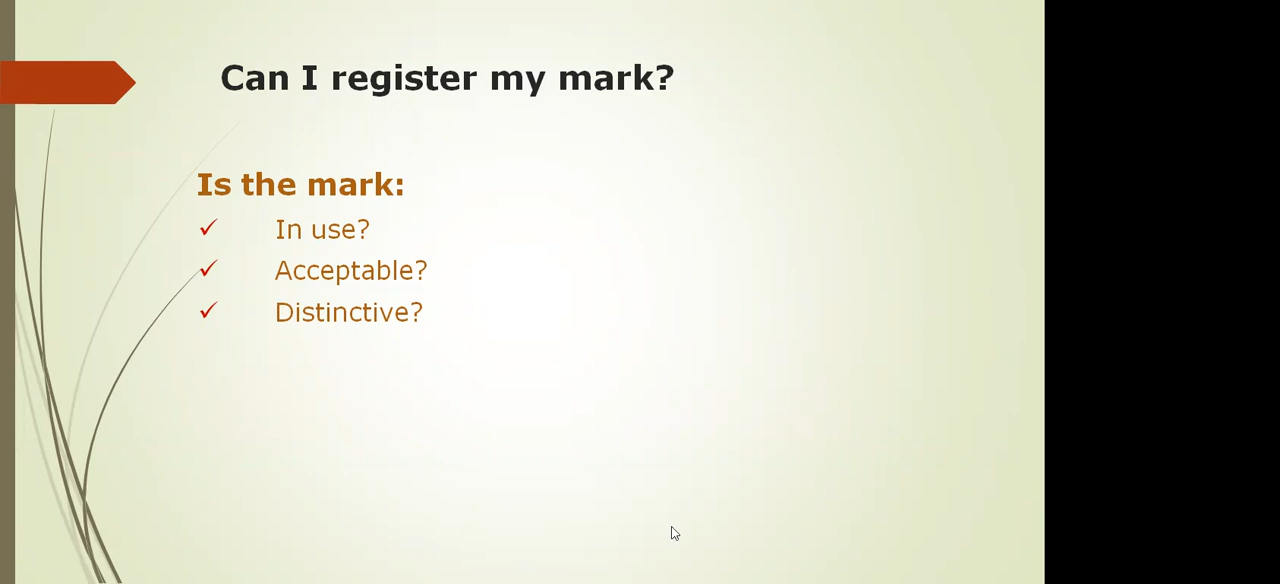 Can I register my mark?
Is the mark:
✓ In use?
✓ Acceptable?
✓ Distinctive?